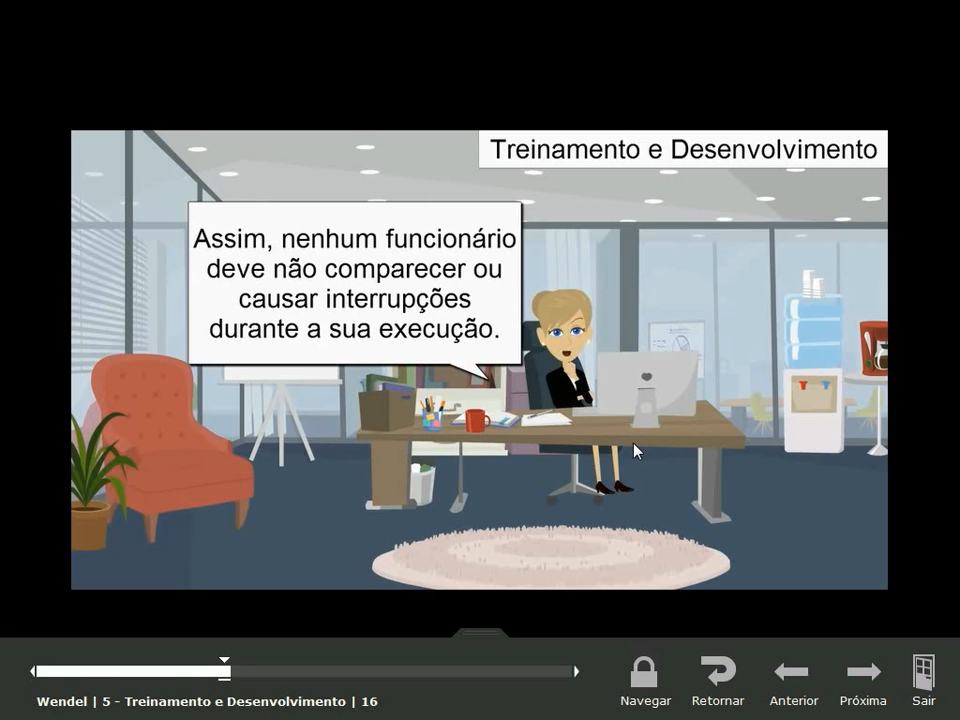 Treinamento e Desenvolvimento
Assim, nenhum funcionário
deve não comparecer ou
causar interrupções
durante a sua execução.
Navegar
Retornar
Anterior
Próxima
Sair
Wendel | 5 - Treinamento e Desenvolvimento | 16